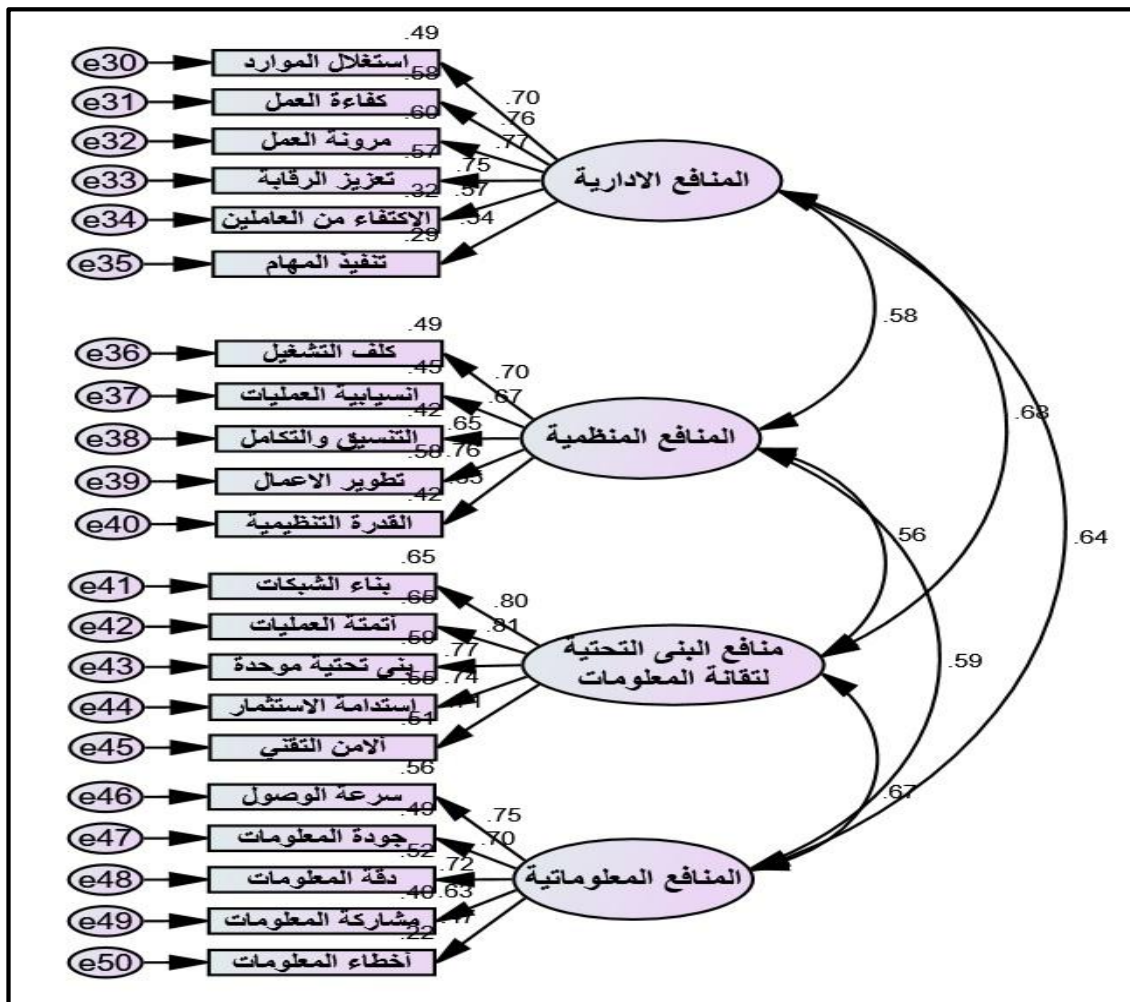 .49
e30 استغلال الموارد
.58
.70
e31 كفاءة العمل
.60
.76
e32 مرونة العمل
.57
.77
e33 تعزيز الرقابة
.32
.75
.57
e34 الاكتفاء من العاملين
.29
.54
e35 تنفيذ المهام
المنافع الادارية
.58
.49
e36 كلف التشغيل
.45
.70
e37 انسيابية العمليات
.42
.67
e38 التنسيق والتكامل
.58
.65
.76
e39 تطوير الاعمال
.42
.65
e40 القدرة التنظيمية
المنافع المنظمية
.68
.56
.64
.65
e41 بناء الشبكات
.65
.80
e42 أتمتة العمليات
.81
e43 بنى تحتية موحدة
.55
.77
.74
e44 إستدامة الاستثمار
.51
.71
e45 ألامن التقني
منافع البنى التحتية
لتقانة المعلومات
.59
.67
.56
e46 سرعة الوصول
.49
.75
e47 جودة المعلومات
.52
.70
e48 دقة المعلومات
.40
.72
.63
e49 مشاركة المعلومات
.22
.47
e50 أخطاء المعلومات
المنافع المعلوماتية